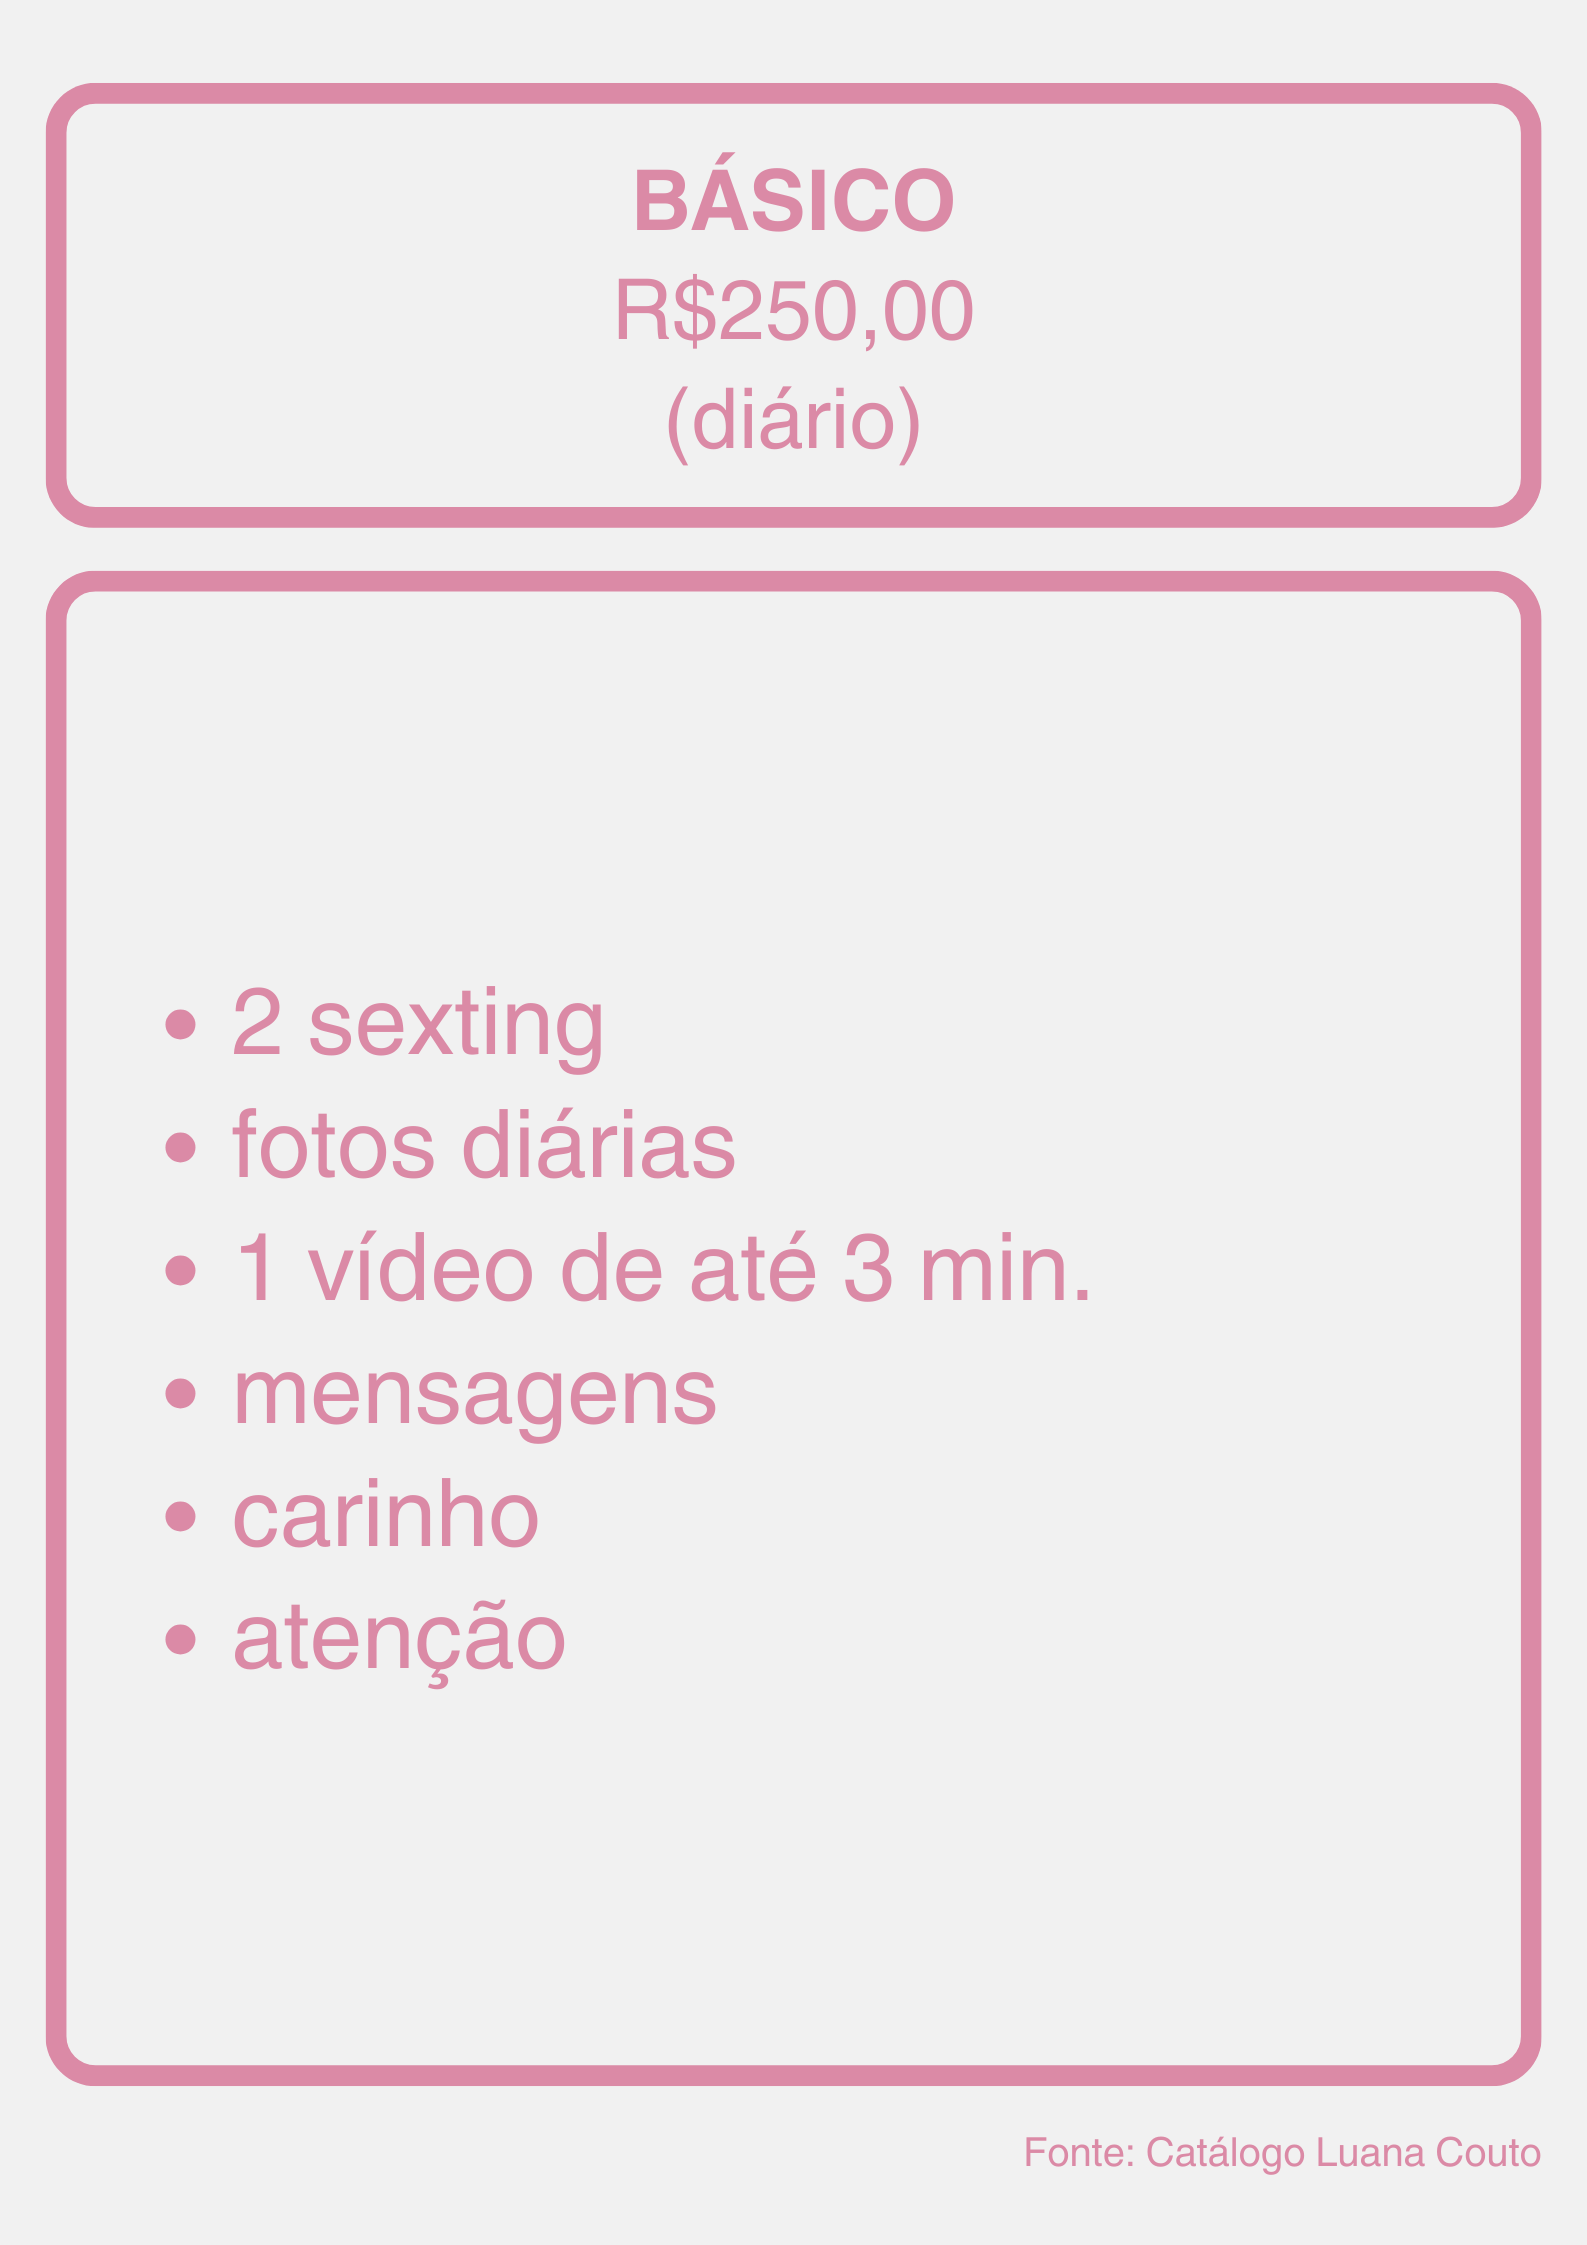 BÁSICO
R$250,00
(diário)
• 2 sexting
• fotos diárias
• 1 vídeo de até 3 min.
• mensagens
• carinho
• atenção
Fonte: Catálogo Luana Couto